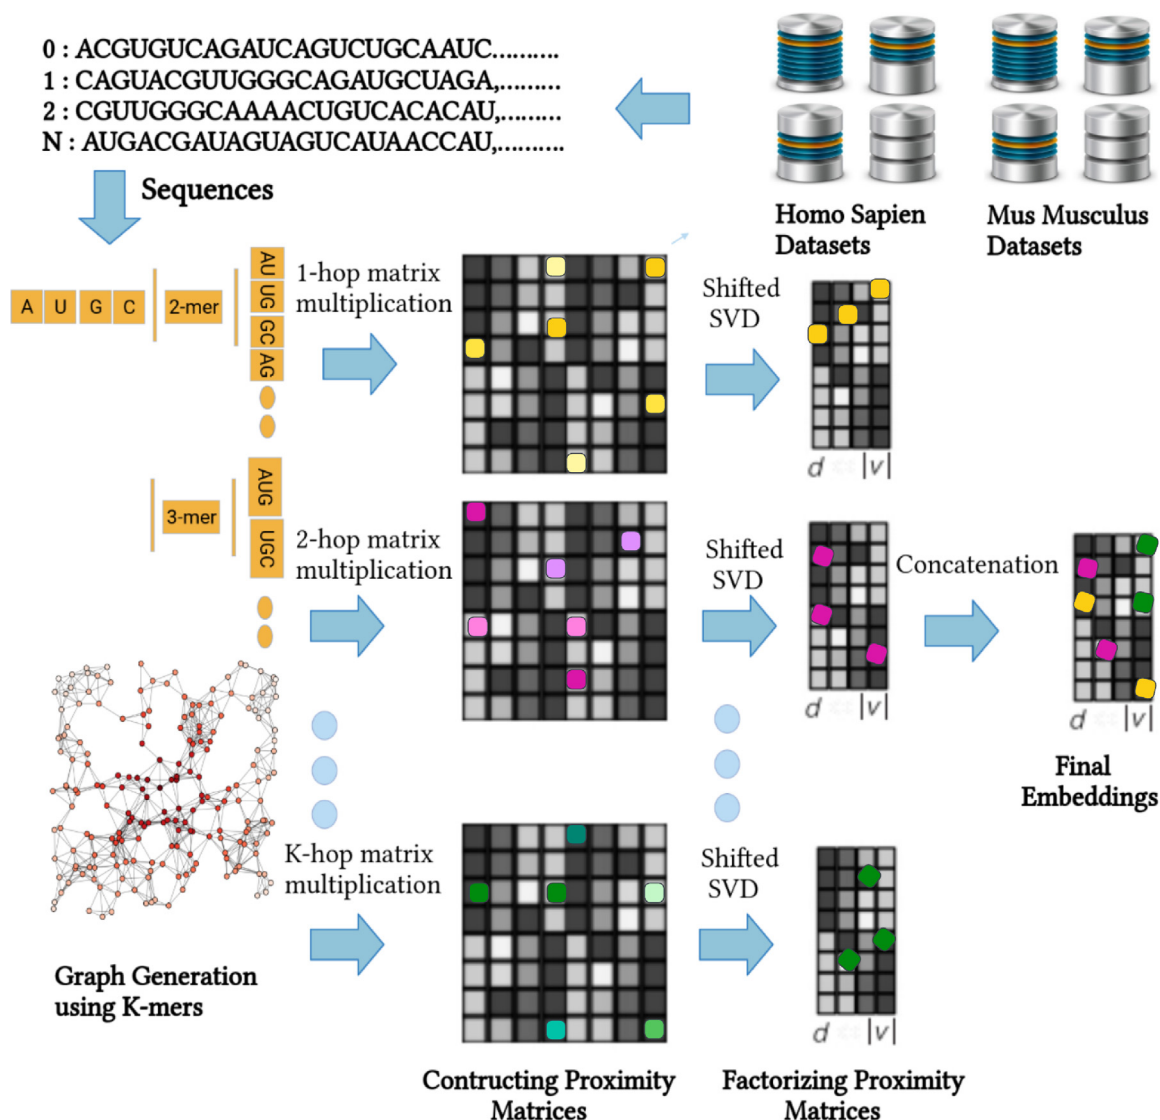 0 : ACGUGUCAGAUCAGUCUGCAAUC..........
1 : CAGUACGUUGGGCAGAUGCUAGA,.........
2 : CGUUGGGCAAAACUGUCACACAU,.........
N : AUGACGAUAGUAGUCAUAACCAU,..........
Sequences
Homo Sapien
Datasets
Mus Musculus
Datasets
A U G C
2-mer
AU
UG
GC
AG
1-hop matrix
multiplication
Shifted
SVD
d |v|
3-mer
AUG
UGC
2-hop matrix
multiplication
Shifted
SVD
d |v|
Concatenation
d |v|
Final
Embeddings
K-hop matrix
multiplication
Shifted
SVD
d |v|
Graph Generation
using K-mers
Contructing Proximity
Matrices
Factorizing Proximity
Matrices